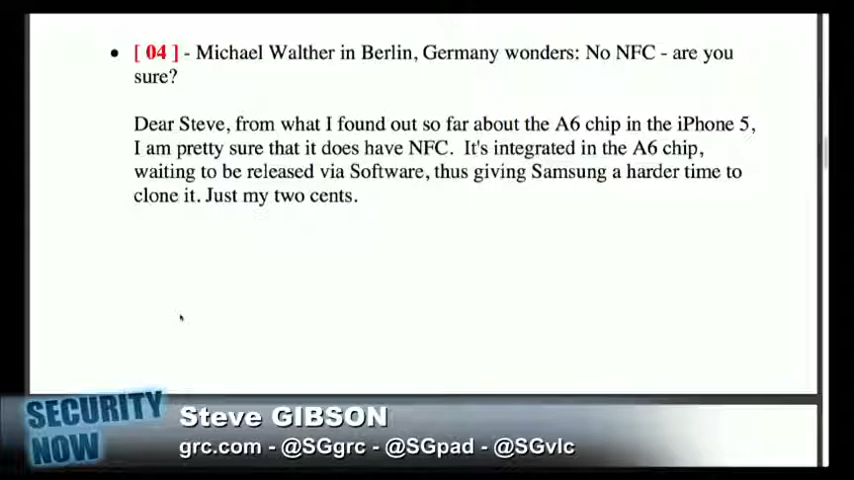 [ 04 ] - Michael Walther in Berlin, Germany wonders: No NFC - are you
sure?
Dear Steve, from what I found out so far about the A6 chip in the iPhone 5,
I am pretty sure that it does have NFC.  It's integrated in the A6 chip,
waiting to be released via Software, thus giving Samsung a harder time to
clone it. Just my two cents.
SECURITY
NOW
Steve GIBSON
grc.com - @SGgrc - @SGpad - @SGvlc